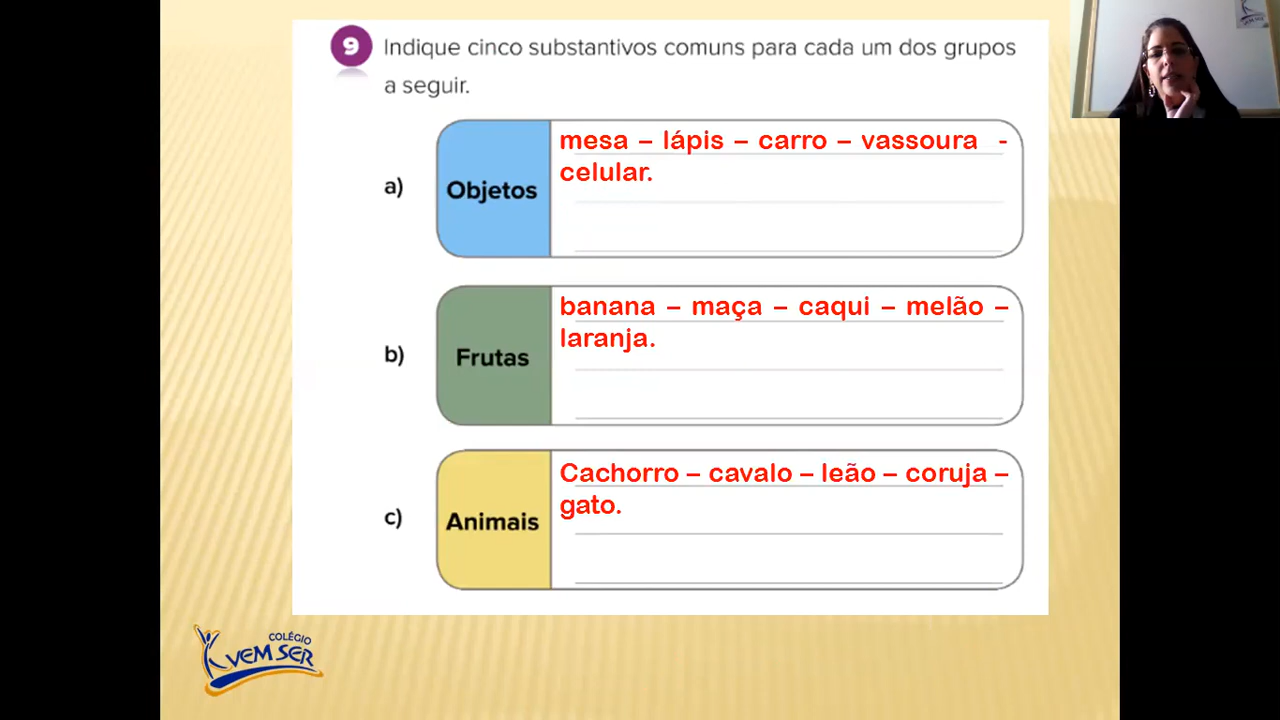 9 Indique cinco substantivos comuns para cada um dos grupos
a seguir.
a) Objetos
mesa – lápis – carro – vassoura -
celular.
b) Frutas
banana – maça – caqui – melão –
laranja.
c) Animais
Cachorro – cavalo – leão – coruja –
gato.
COLÉGIO
VEM SER